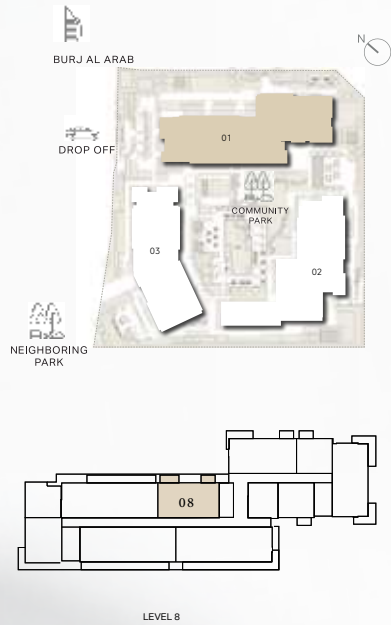 N
BURJ AL ARAB
DROP OFF
01
COMMUNITY
PARK
03
02
NEIGHBORING
PARK
08
LEVEL 8